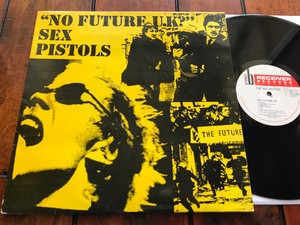 "NO FUTURE UK?"
SEX
PISTOLS
THE FUTURE
RECEIVER
RECORDS